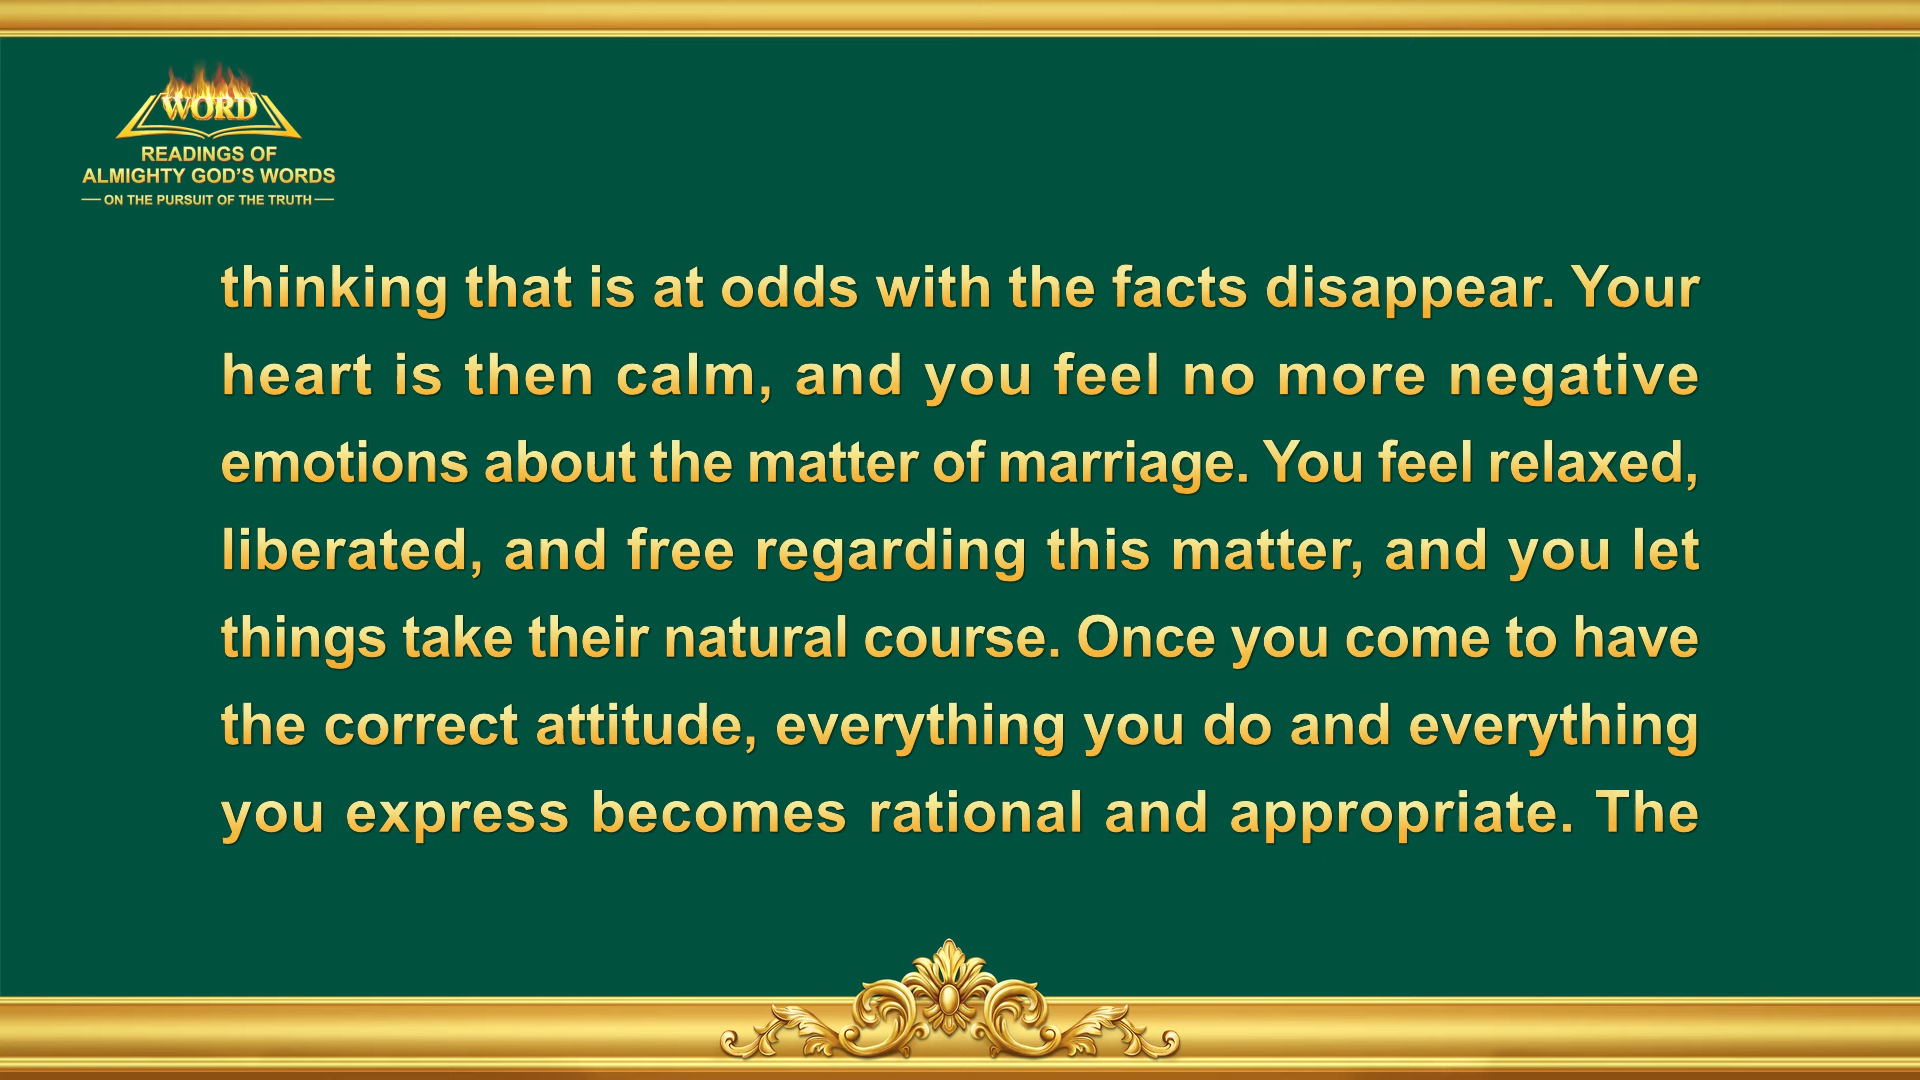 WORD
READINGS OF
ALMIGHTY GOD'S WORDS
— ON THE PURSUIT OF THE TRUTH —
thinking that is at odds with the facts disappear. Your
heart is then calm, and you feel no more negative
emotions about the matter of marriage. You feel relaxed,
liberated, and free regarding this matter, and you let
things take their natural course. Once you come to have
the correct attitude, everything you do and everything
you express becomes rational and appropriate. The